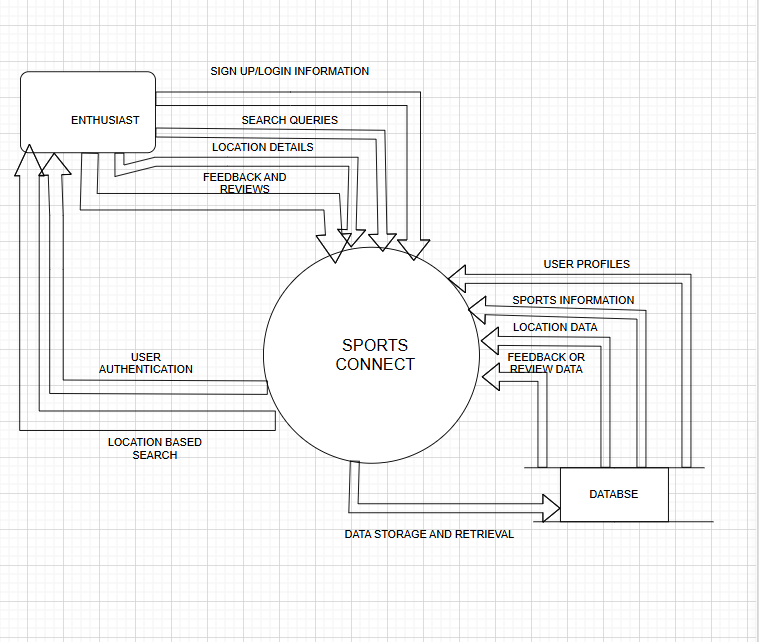 SIGN UP/LOGIN INFORMATION
ENTHUSIAST
SEARCH QUERIES
LOCATION DETAILS
FEEDBACK AND
REVIEWS
USER PROFILES
SPORTS INFORMATION
LOCATION DATA
SPORTS
CONNECT
FEEDBACK OR
REVIEW DATA
USER
AUTHENTICATION
LOCATION BASED
SEARCH
DATABSE
DATA STORAGE AND RETRIEVAL